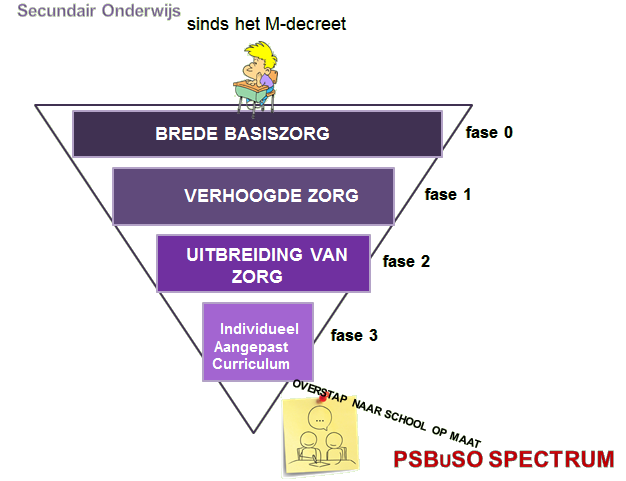 Secundair Onderwijs
sinds het M-decreet
BREDE BASISZORG
fase 0
VERHOOGDE ZORG
fase 1
UITBREIDING VAN
ZORG
fase 2
Individueel
Aangepast
Curriculum
fase 3
OVERSTAP NAAR SCHOOL OP MAAT
...
PSBuSO SPECTRUM